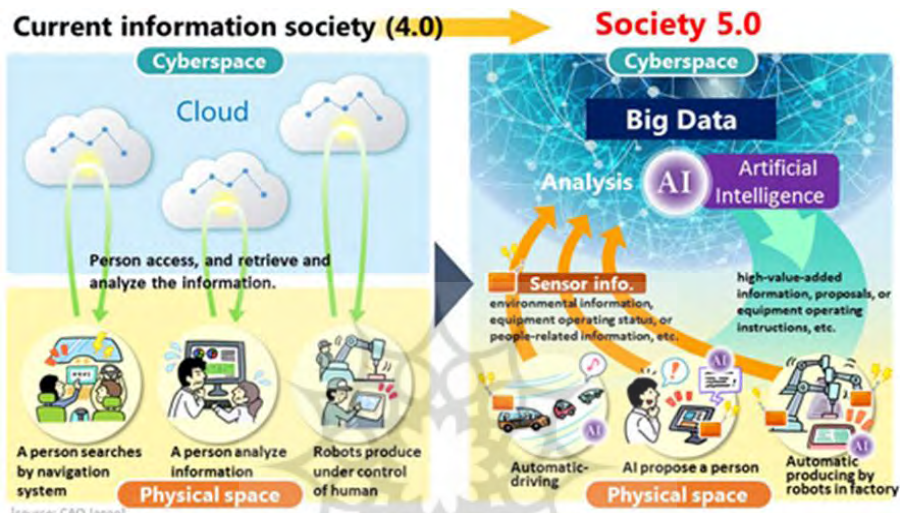 Current information society (4.0)
Society 5.0
Cyberspace
Cloud
Person access, and retrieve and
analyze the information.
A person searches
by navigation
system
A person analyze
information
Robots produce
under control
of human
Physical space
Cyberspace
Big Data
Analysis
AI
Artificial
Intelligence
Sensor info.
environmental information,
equipment operating status, or
people-related information, etc.
high-value-added
information, proposals, or
equipment operating
instructions, etc.
AI
AI
AI
Automatic-
driving
AI propose a person
Automatic
producing by
robots in factory
Physical space